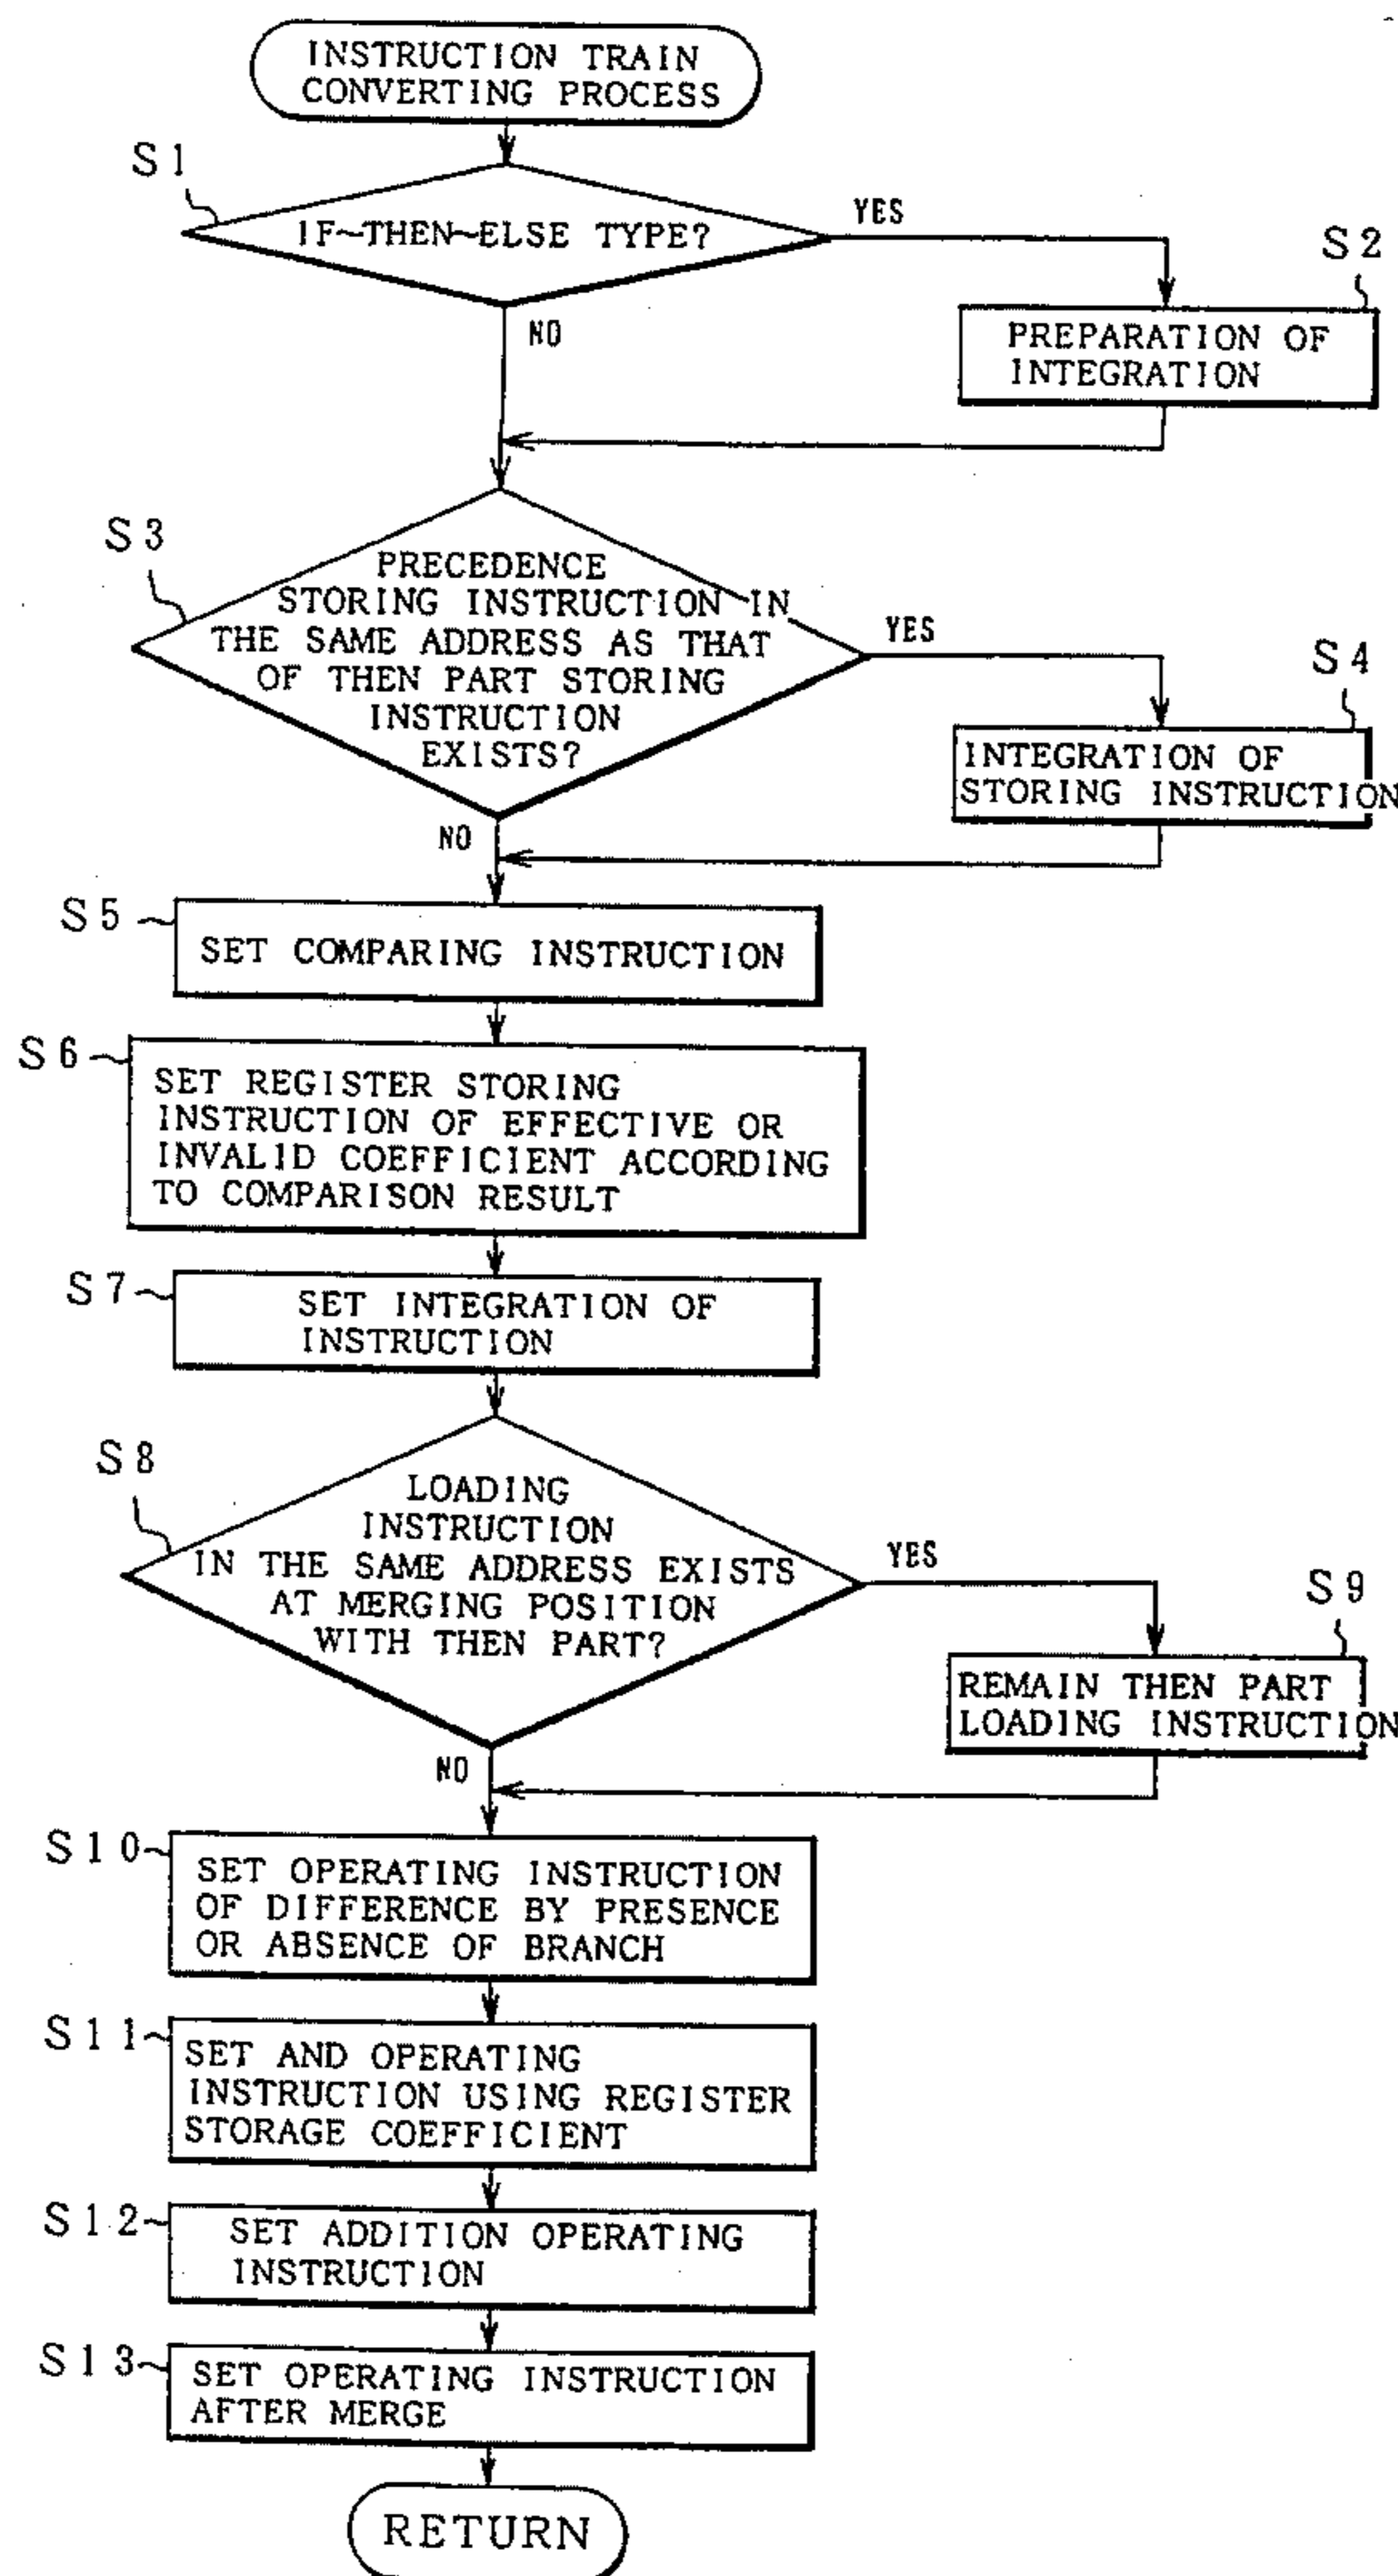 INSTRUCTION TRAIN
CONVERTING PROCESS
S1
IF~THEN~ELSE TYPE?
YES
S2
NO
PREPARATION OF
INTEGRATION
S3
PRECEDENCE
STORING INSTRUCTION IN
THE SAME ADDRESS AS THAT
OF THEN PART STORING
INSTRUCTION
EXISTS?
YES
S4
INTEGRATION OF
STORING INSTRUCTION
NO
S5
SET COMPARING INSTRUCTION
S6
SET REGISTER STORING
INSTRUCTION OF EFFECTIVE OR
INVALID COEFFICIENT ACCORDING
TO COMPARISON RESULT
S7
SET INTEGRATION OF
INSTRUCTION
S8
LOADING
INSTRUCTION
IN THE SAME ADDRESS EXISTS
AT MERGING POSITION
WITH THEN PART?
YES
S9
REMAIN THEN PART
LOADING INSTRUCTION
NO
S10
SET OPERATING INSTRUCTION
OF DIFFERENCE BY PRESENCE
OR ABSENCE OF BRANCH
S11
SET AND OPERATING
INSTRUCTION USING REGISTER
STORAGE COEFFICIENT
S12
SET ADDITION OPERATING
INSTRUCTION
S13
SET OPERATING INSTRUCTION
AFTER MERGE
RETURN